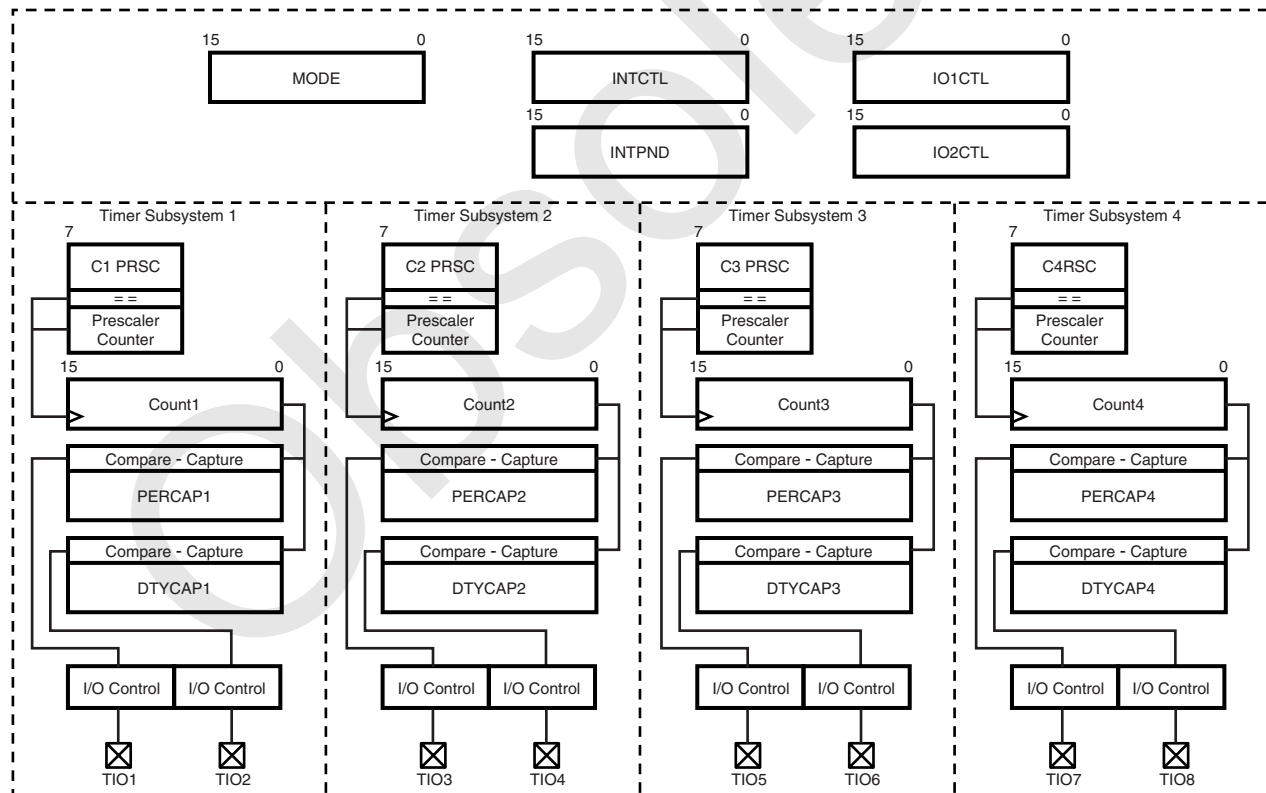 15 0 15 0 15 0
MODE INTCTL IO1CTL
15 0 15 0
INTPND IO2CTL
Timer Subsystem 1 Timer Subsystem 2 Timer Subsystem 3 Timer Subsystem 4
7 7 7 7
C1 PRSC C2 PRSC C3 PRSC C4RSC
= = = = = = = =
Prescaler Prescaler Prescaler Prescaler
Counter Counter Counter Counter
15 0 15 0 15 0 15 0
Count1 Count2 Count3 Count4
Compare - Capture Compare - Capture Compare - Capture Compare - Capture
PERCAP1 PERCAP2 PERCAP3 PERCAP4
Compare - Capture Compare - Capture Compare - Capture Compare - Capture
DTYCAP1 DTYCAP2 DTYCAP3 DTYCAP4
I/O Control I/O Control I/O Control I/O Control I/O Control I/O Control I/O Control I/O Control
TIO1 TIO2 TIO3 TIO4 TIO5 TIO6 TIO7 TIO8
Obsole